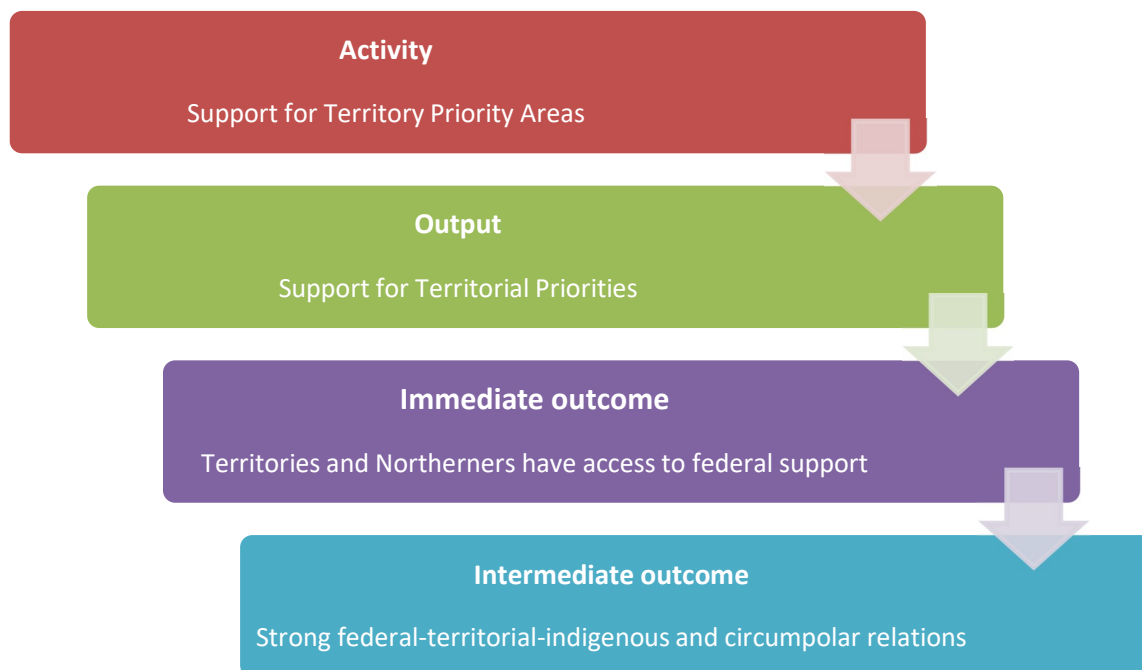 Activity
Support for Territory Priority Areas
Output
Support for Territorial Priorities
Immediate outcome
Territories and Northerners have access to federal support
Intermediate outcome
Strong federal-territorial-indigenous and circumpolar relations